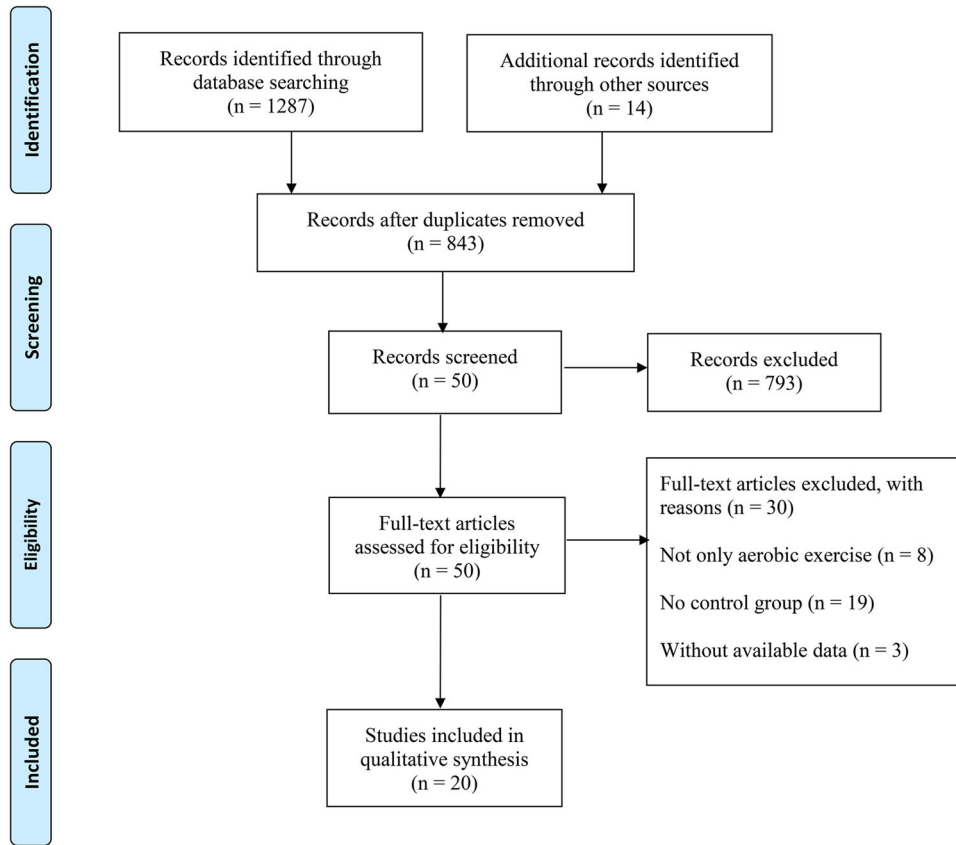 Identification
Records identified through
database searching
(n = 1287)
Additional records identified
through other sources
(n = 14)
Records after duplicates removed
(n = 843)
Screening
Records screened
(n = 50)
Records excluded
(n = 793)
Eligibility
Full-text articles
assessed for eligibility
(n = 50)
Full-text articles excluded, with
reasons (n = 30)
Not only aerobic exercise (n = 8)
No control group (n = 19)
Without available data (n = 3)
Included
Studies included in
qualitative synthesis
(n = 20)